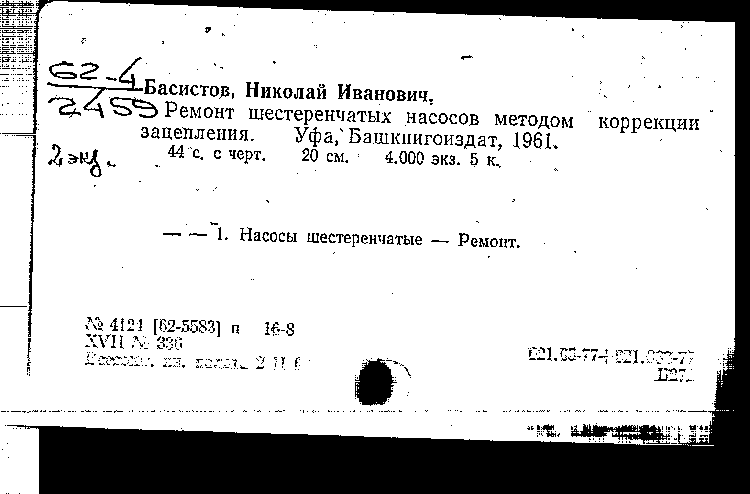 62-4
2459
Басистов, Николай Иванович.
Ремонт шестеренчатых насосов методом коррекции
зацепления. Уфа, Башкнигоиздат, 1961.
2 экз.
44 с. с черт. 20 см. 4.000 экз. 5 к.
— — 1. Насосы шестеренчатые — Ремонт.
№ 4124 [62-5583] п 16-8
XVII № 336